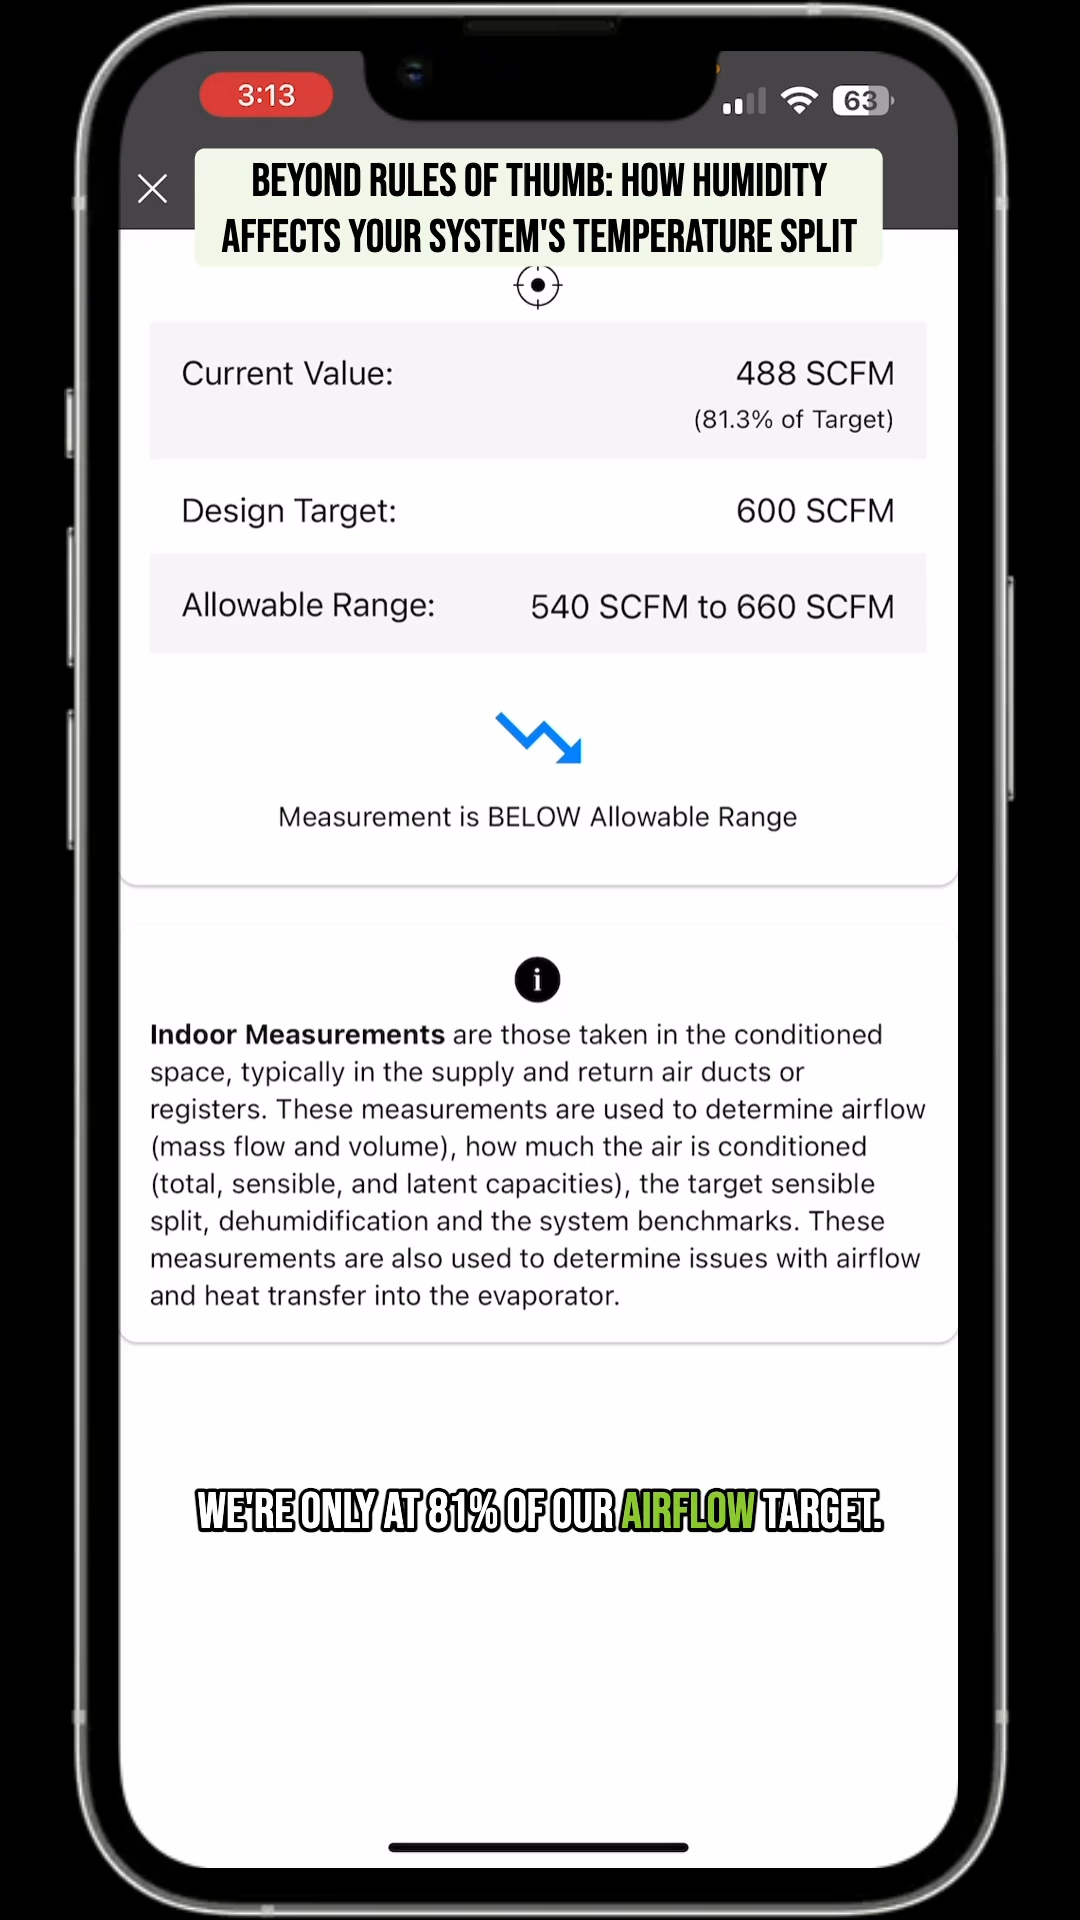 3:13
63
BEYOND RULES OF THUMB: HOW HUMIDITY
AFFECTS YOUR SYSTEM'S TEMPERATURE SPLIT
Current Value: 488 SCFM
(81.3% of Target)
Design Target: 600 SCFM
Allowable Range: 540 SCFM to 660 SCFM
Measurement is BELOW Allowable Range
i
Indoor Measurements are those taken in the conditioned
space, typically in the supply and return air ducts or
registers. These measurements are used to determine airflow
(mass flow and volume), how much the air is conditioned
(total, sensible, and latent capacities), the target sensible
split, dehumidification and the system benchmarks. These
measurements are also used to determine issues with airflow
and heat transfer into the evaporator.
WE'RE ONLY AT 81% OF OUR AIRFLOW TARGET.